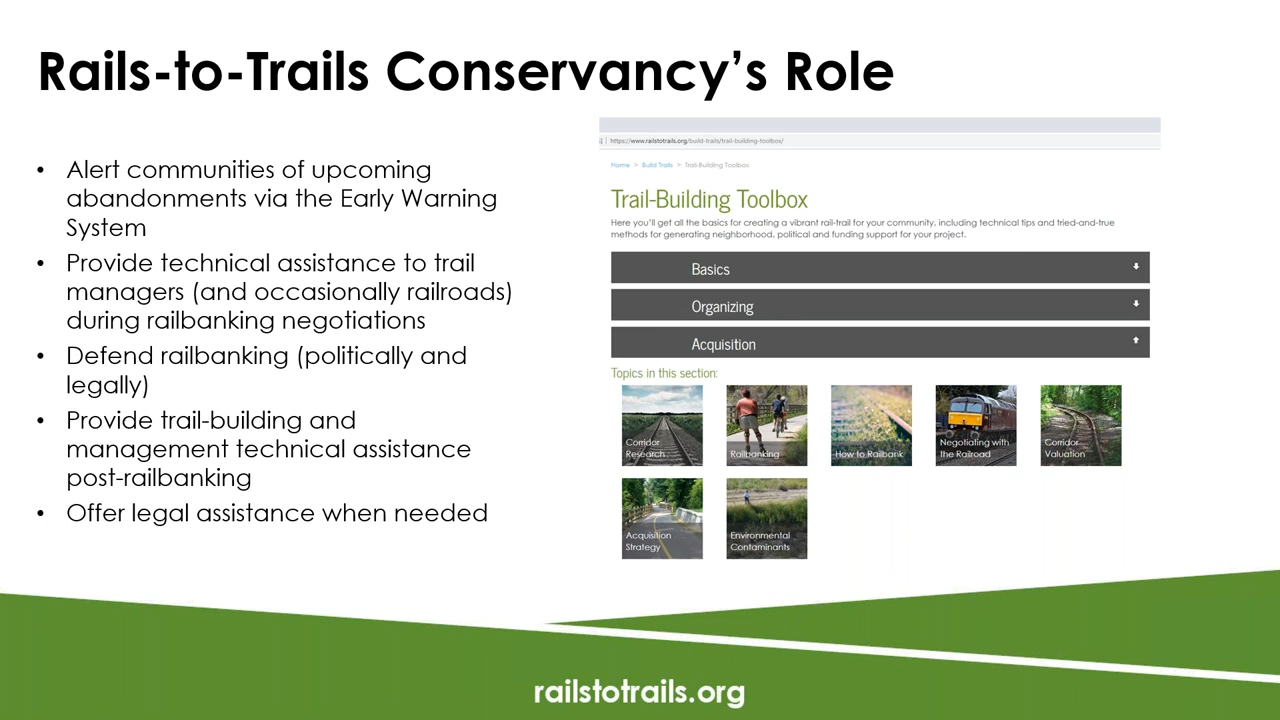 Rails-to-Trails Conservancy’s Role
• Alert communities of upcoming
abandonments via the Early Warning
System
• Provide technical assistance to trail
managers (and occasionally railroads)
during railbanking negotiations
• Defend railbanking (politically and
legally)
• Provide trail-building and
management technical assistance
post-railbanking
• Offer legal assistance when needed
https://www.railstotrails.org/build-trails/trail-building-toolbox/
Home > Build Trails > Trail-Building Toolbox
Trail-Building Toolbox
Here you'll get all the basics for creating a vibrant rail-trail for your community, including technical tips and tried-and-true
methods for generating neighborhood, political and funding support for your project.
Basics
Organizing
Acquisition
Topics in this section:
Corridor
Research
Railbanking
How to Railbank
Negotiating with
the Railroad
Corridor
Valuation
Acquisition
Strategy
Environmental
Contaminants
railstotrails.org